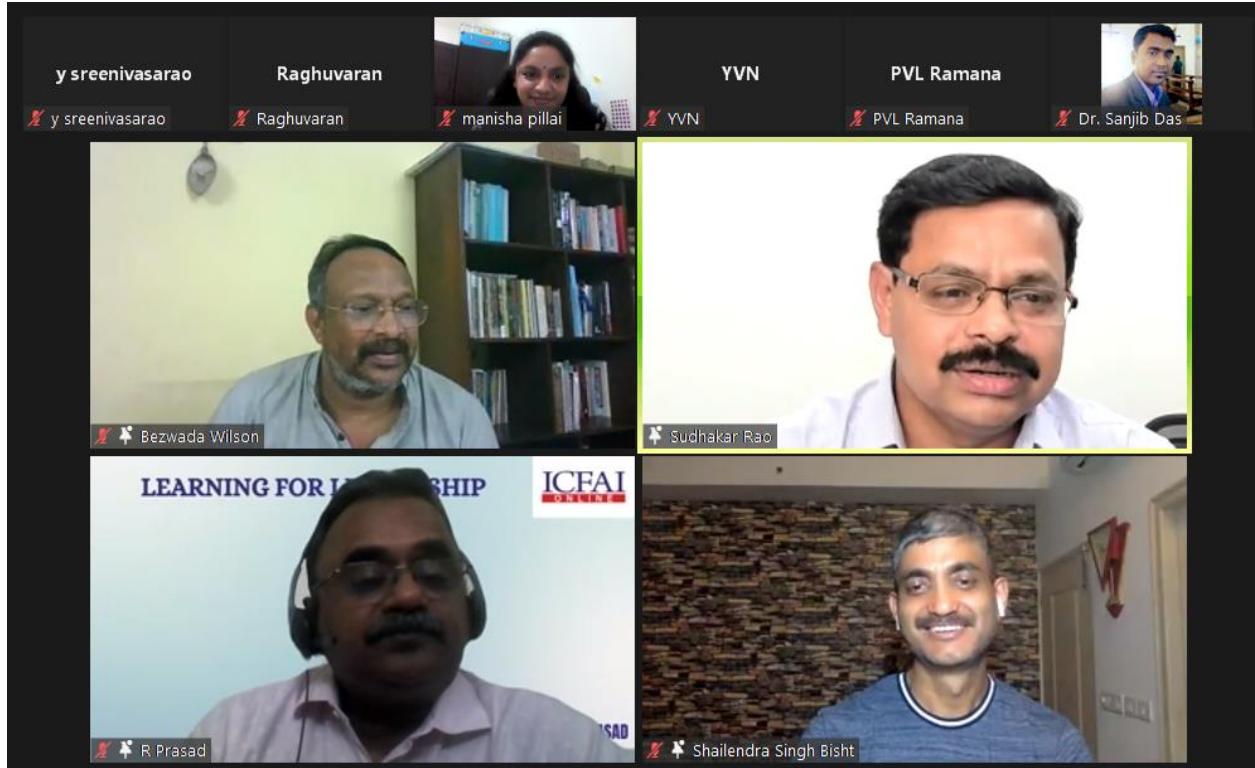 y sreenivasarao
Raghuvaran
YVN
PVL Ramana
y sreenivasarao
Raghuvaran
manisha pillai
YVN
PVL Ramana
Dr. Sanjib Das
Bezwada Wilson
Sudhakar Rao
LEARNING FOR L SHIP
ICFAI
ONLINE
SAD
R Prasad
Shailendra Singh Bisht